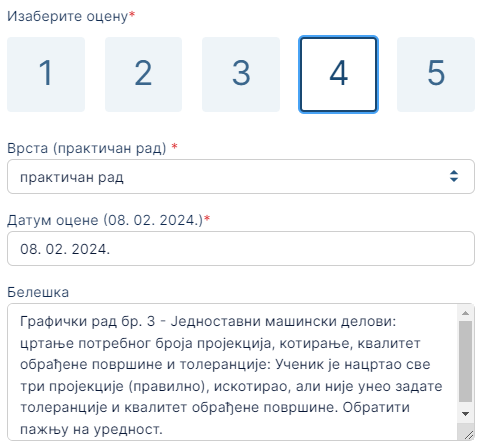 Изаберите оцену*
1 2 3 4 5
Врста (практичан рад) *
практичан рад
Датум оцене (08. 02. 2024.)*
08. 02. 2024.
Белешка
Графички рад бр. 3 - Једноставни машински делови:
цртање потребног броја пројекција, котирање, квалитет
обрађене површине и толеранције: Ученик је нацртао све
три пројекције (правилно), искотирао, али није унео задате
толеранције и квалитет обрађене површине. Обратити
пажњу на уредност.